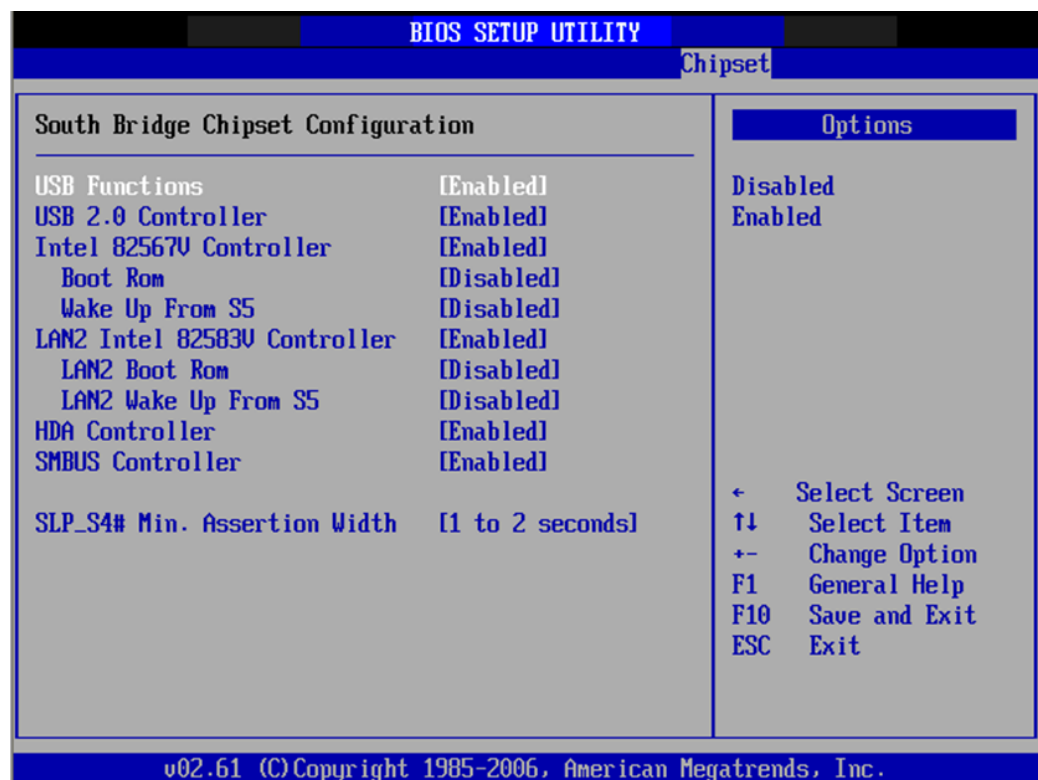 BIOS SETUP UTILITY
Chipset
South Bridge Chipset Configuration
USB Functions [Enabled]
USB 2.0 Controller [Enabled]
Intel 82567V Controller [Enabled]
Boot Rom [Disabled]
Wake Up From S5 [Disabled]
LAN2 Intel 82583V Controller [Enabled]
LAN2 Boot Rom [Disabled]
LAN2 Wake Up From S5 [Disabled]
HDA Controller [Enabled]
SMBUS Controller [Enabled]
SLP_S4# Min. Assertion Width [1 to 2 seconds]
Options
Disabled
Enabled
← Select Screen
↑↓ Select Item
+- Change Option
F1 General Help
F10 Save and Exit
ESC Exit
v02.61 (C)Copyright 1985-2006, American Megatrends, Inc.